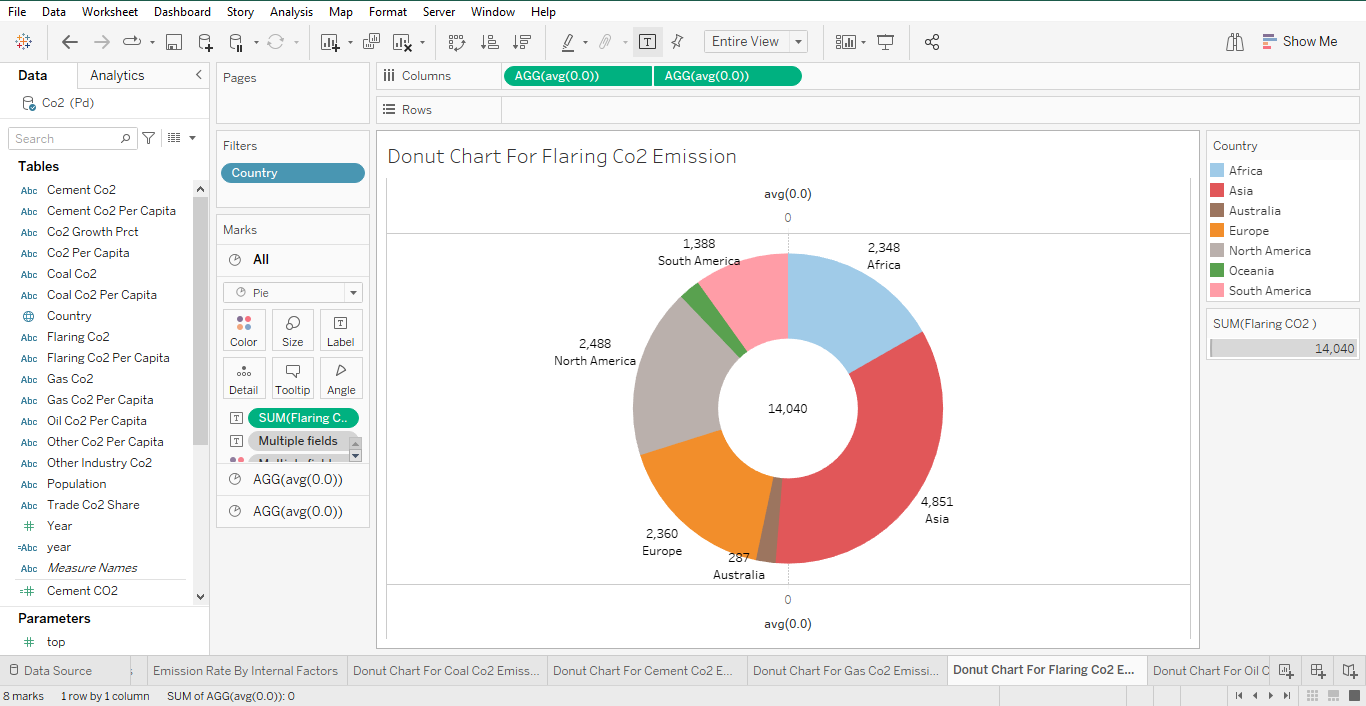 File Data Worksheet Dashboard Story Analysis Map Format Server Window Help
Entire View
Show Me
Data Analytics
Co2 (Pd)
Search
Tables
Abc Cement Co2
Abc Cement Co2 Per Capita
Abc Co2 Growth Prct
Abc Co2 Per Capita
Abc Coal Co2
Abc Coal Co2 Per Capita
Country
Abc Flaring Co2
Abc Flaring Co2 Per Capita
Abc Gas Co2
Abc Gas Co2 Per Capita
Abc Oil Co2 Per Capita
Abc Other Co2 Per Capita
Abc Other Industry Co2
Abc Population
Abc Trade Co2 Share
# Year
=Abc year
Abc Measure Names
=# Cement CO2
Parameters
# top
Pages
Filters
Country
Marks
All
Pie
Color Size Label
Detail Tooltip Angle
T SUM(Flaring C..
T Multiple fields
AGG(avg(0.0))
AGG(avg(0.0))
Columns AGG(avg(0.0)) AGG(avg(0.0))
Rows
Donut Chart For Flaring Co2 Emission
avg(0.0)
0
1,388
South America
2,348
Africa
2,488
North America
14,040
4,851
Asia
2,360
Europe
287
Australia
0
avg(0.0)
Country
Africa
Asia
Australia
Europe
North America
Oceania
South America
SUM(Flaring CO2 )
14,040
Data Source Emission Rate By Internal Factors Donut Chart For Coal Co2 Emiss... Donut Chart For Cement Co2 E... Donut Chart For Gas Co2 Emissi... Donut Chart For Flaring Co2 E... Donut Chart For Oil C
8 marks 1 row by 1 column SUM of AGG(avg(0.0)): 0